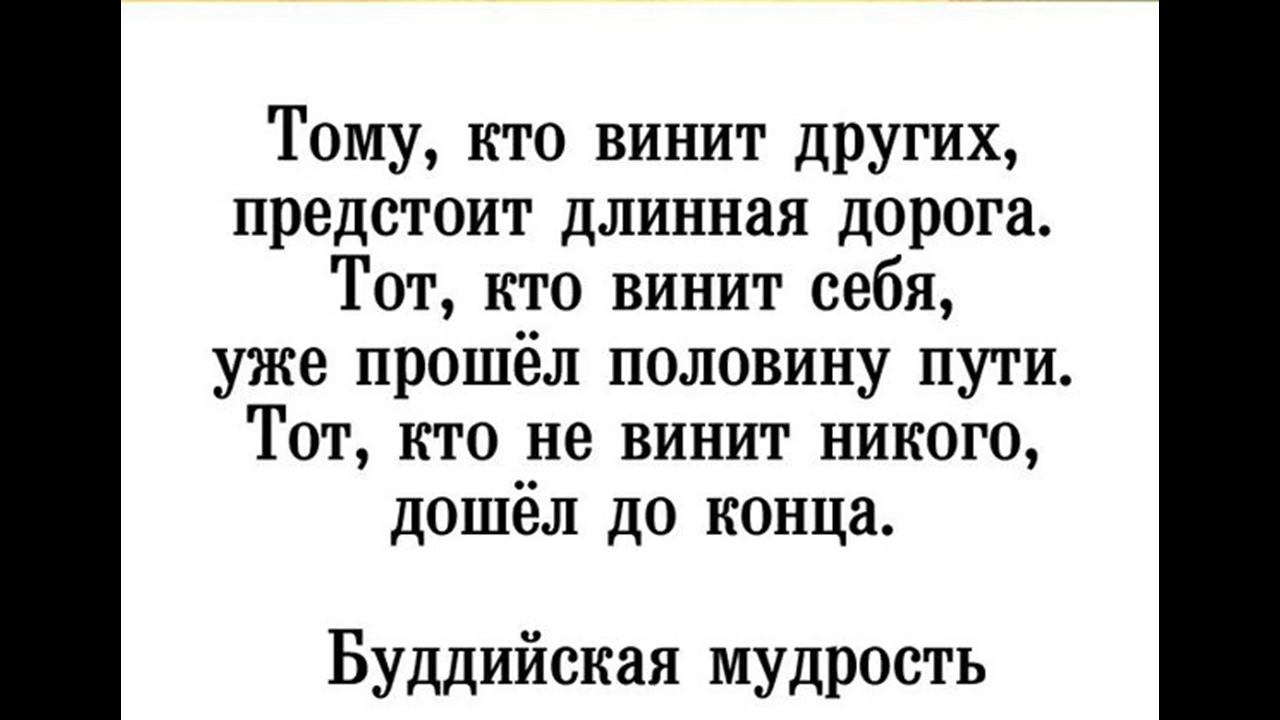 Тому, кто винит других,
предстоит длинная дорога.
Тот, кто винит себя,
уже прошёл половину пути.
Тот, кто не винит никого,
дошёл до конца.
Буддийская мудрость